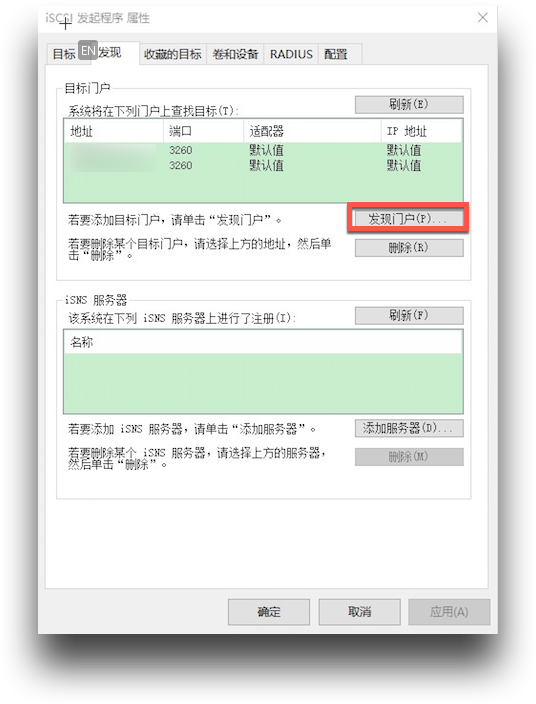 iSCSI 发起程序 属性
目标 EN 发现 收藏的目标 卷和设备 RADIUS 配置
目标门户
系统将在下列门户上查找目标(T): 刷新(E)
地址 端口 适配器 IP 地址
3260 默认值 默认值
3260 默认值 默认值
若要添加目标门户，请单击“发现门户”。 发现门户(P)...
若要删除某个目标门户，请选择上方的地址，然后单
击“删除”。 删除(R)
iSNS 服务器
该系统在下列 iSNS 服务器上进行了注册(I): 刷新(F)
名称
若要添加 iSNS 服务器，请单击“添加服务器”。 添加服务器(D)...
若要删除某个 iSNS 服务器，请选择上方的服务器，
然后单击“删除”。 删除(M)
确定 取消 应用(A)